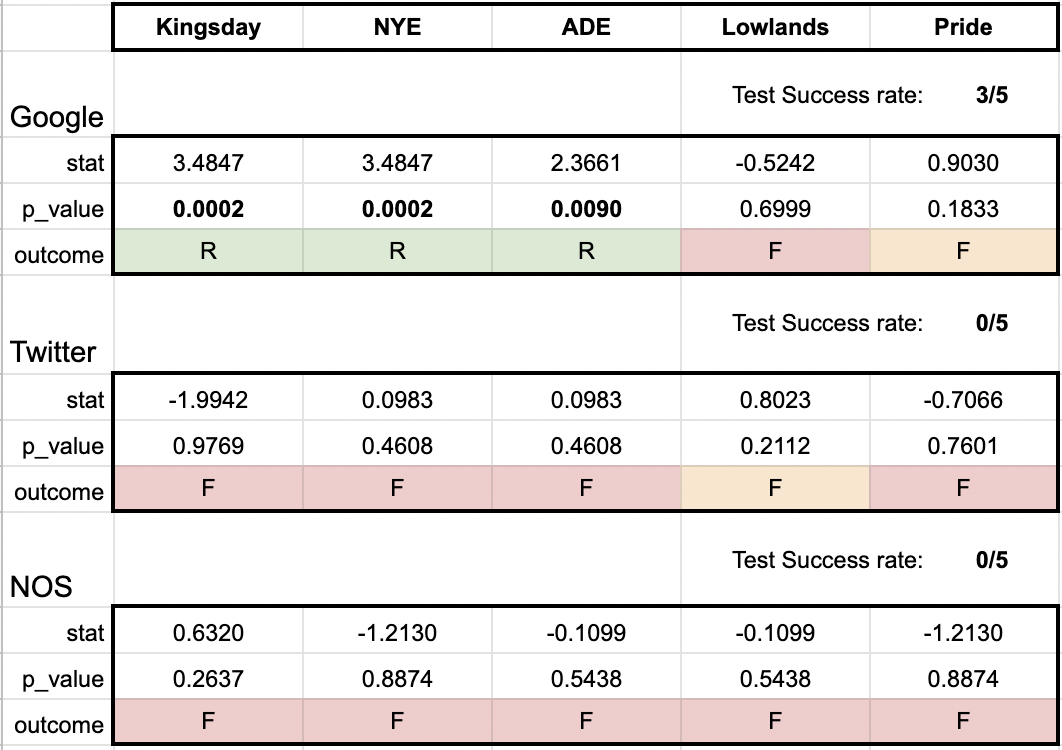 Kingsday NYE ADE Lowlands Pride
Test Success rate: 3/5
Google
stat 3.4847 3.4847 2.3661 -0.5242 0.9030
p_value 0.0002 0.0002 0.0090 0.6999 0.1833
outcome R R R F F
Test Success rate: 0/5
Twitter
stat -1.9942 0.0983 0.0983 0.8023 -0.7066
p_value 0.9769 0.4608 0.4608 0.2112 0.7601
outcome F F F F F
Test Success rate: 0/5
NOS
stat 0.6320 -1.2130 -0.1099 -0.1099 -1.2130
p_value 0.2637 0.8874 0.5438 0.5438 0.8874
outcome F F F F F